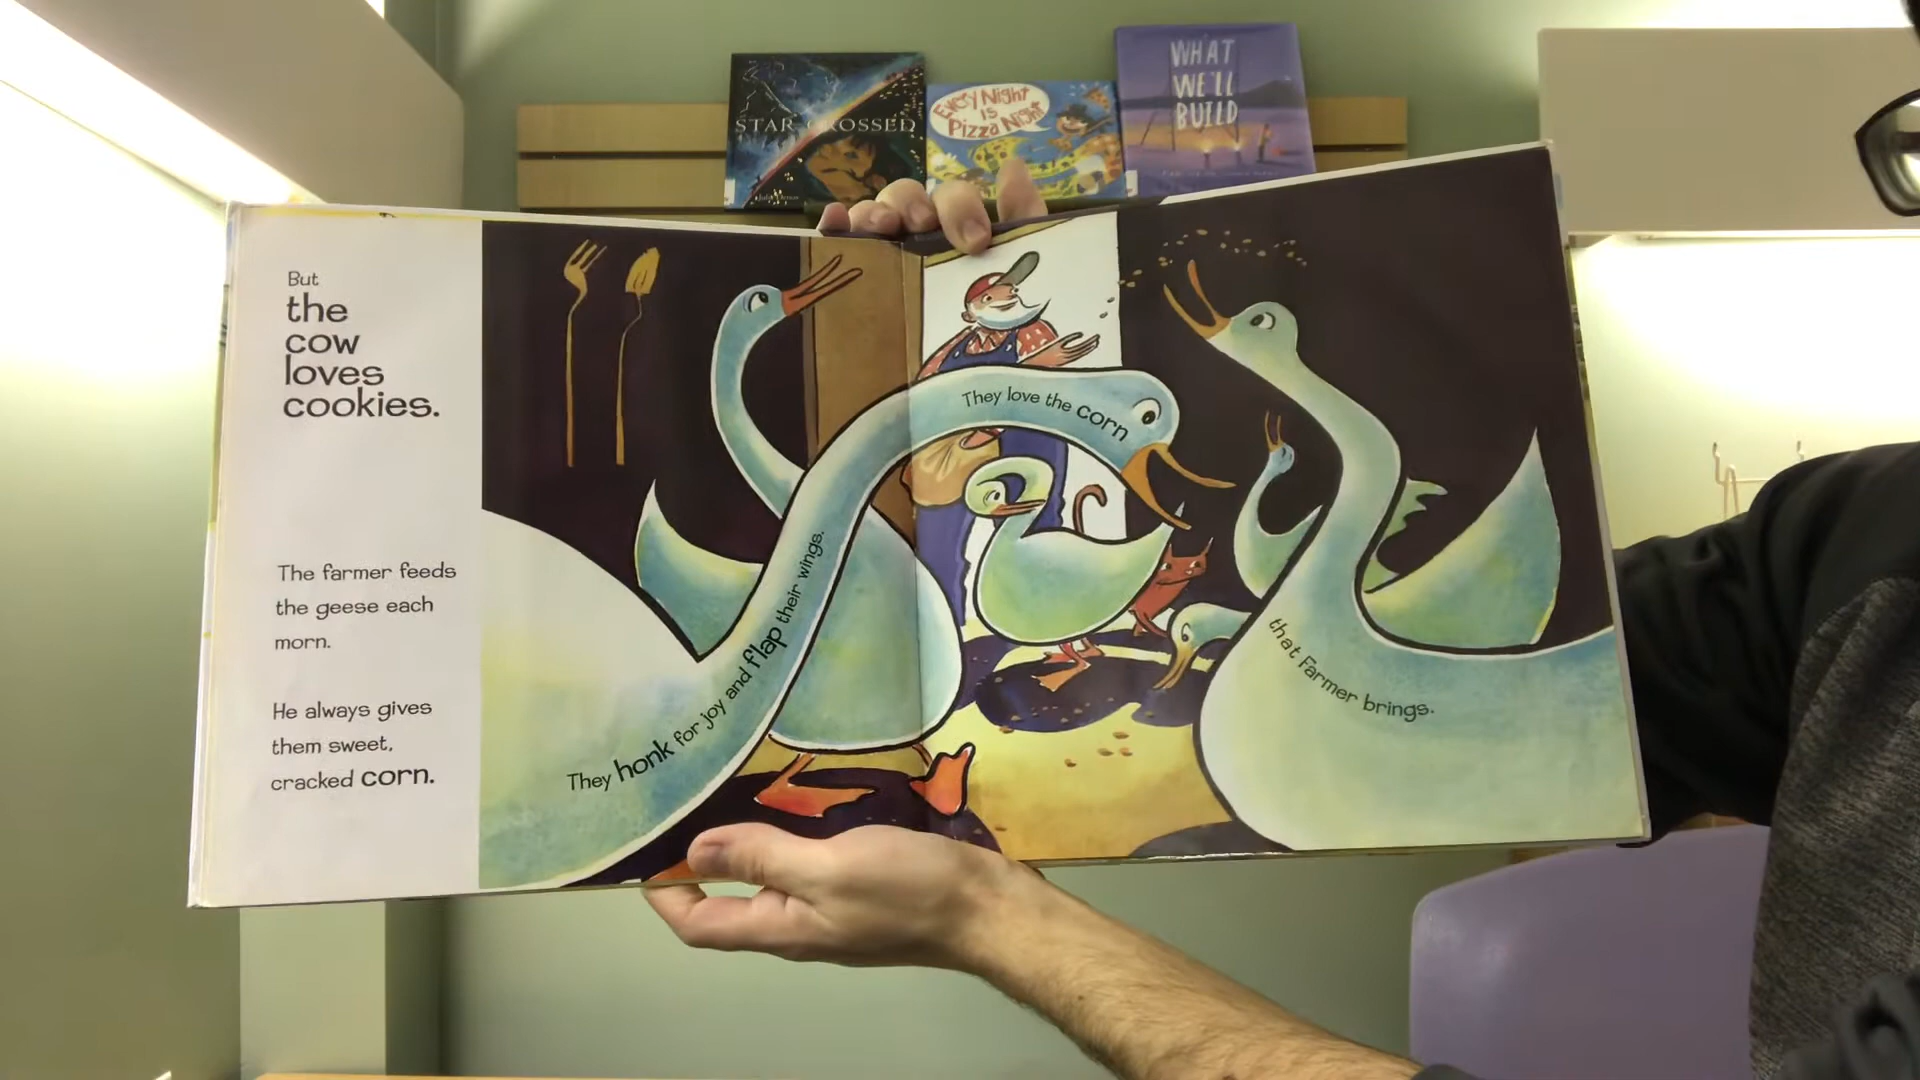 STAR CROSSED
Julia Denos
Every Night
is
Pizza Night
WHAT
WE'LL
BUILD
But
the
cow
loves
cookies.
The farmer feeds
the geese each
morn.
He always gives
them sweet,
cracked corn.
They honk for joy and flap their wings.
They love the corn
that Farmer brings.